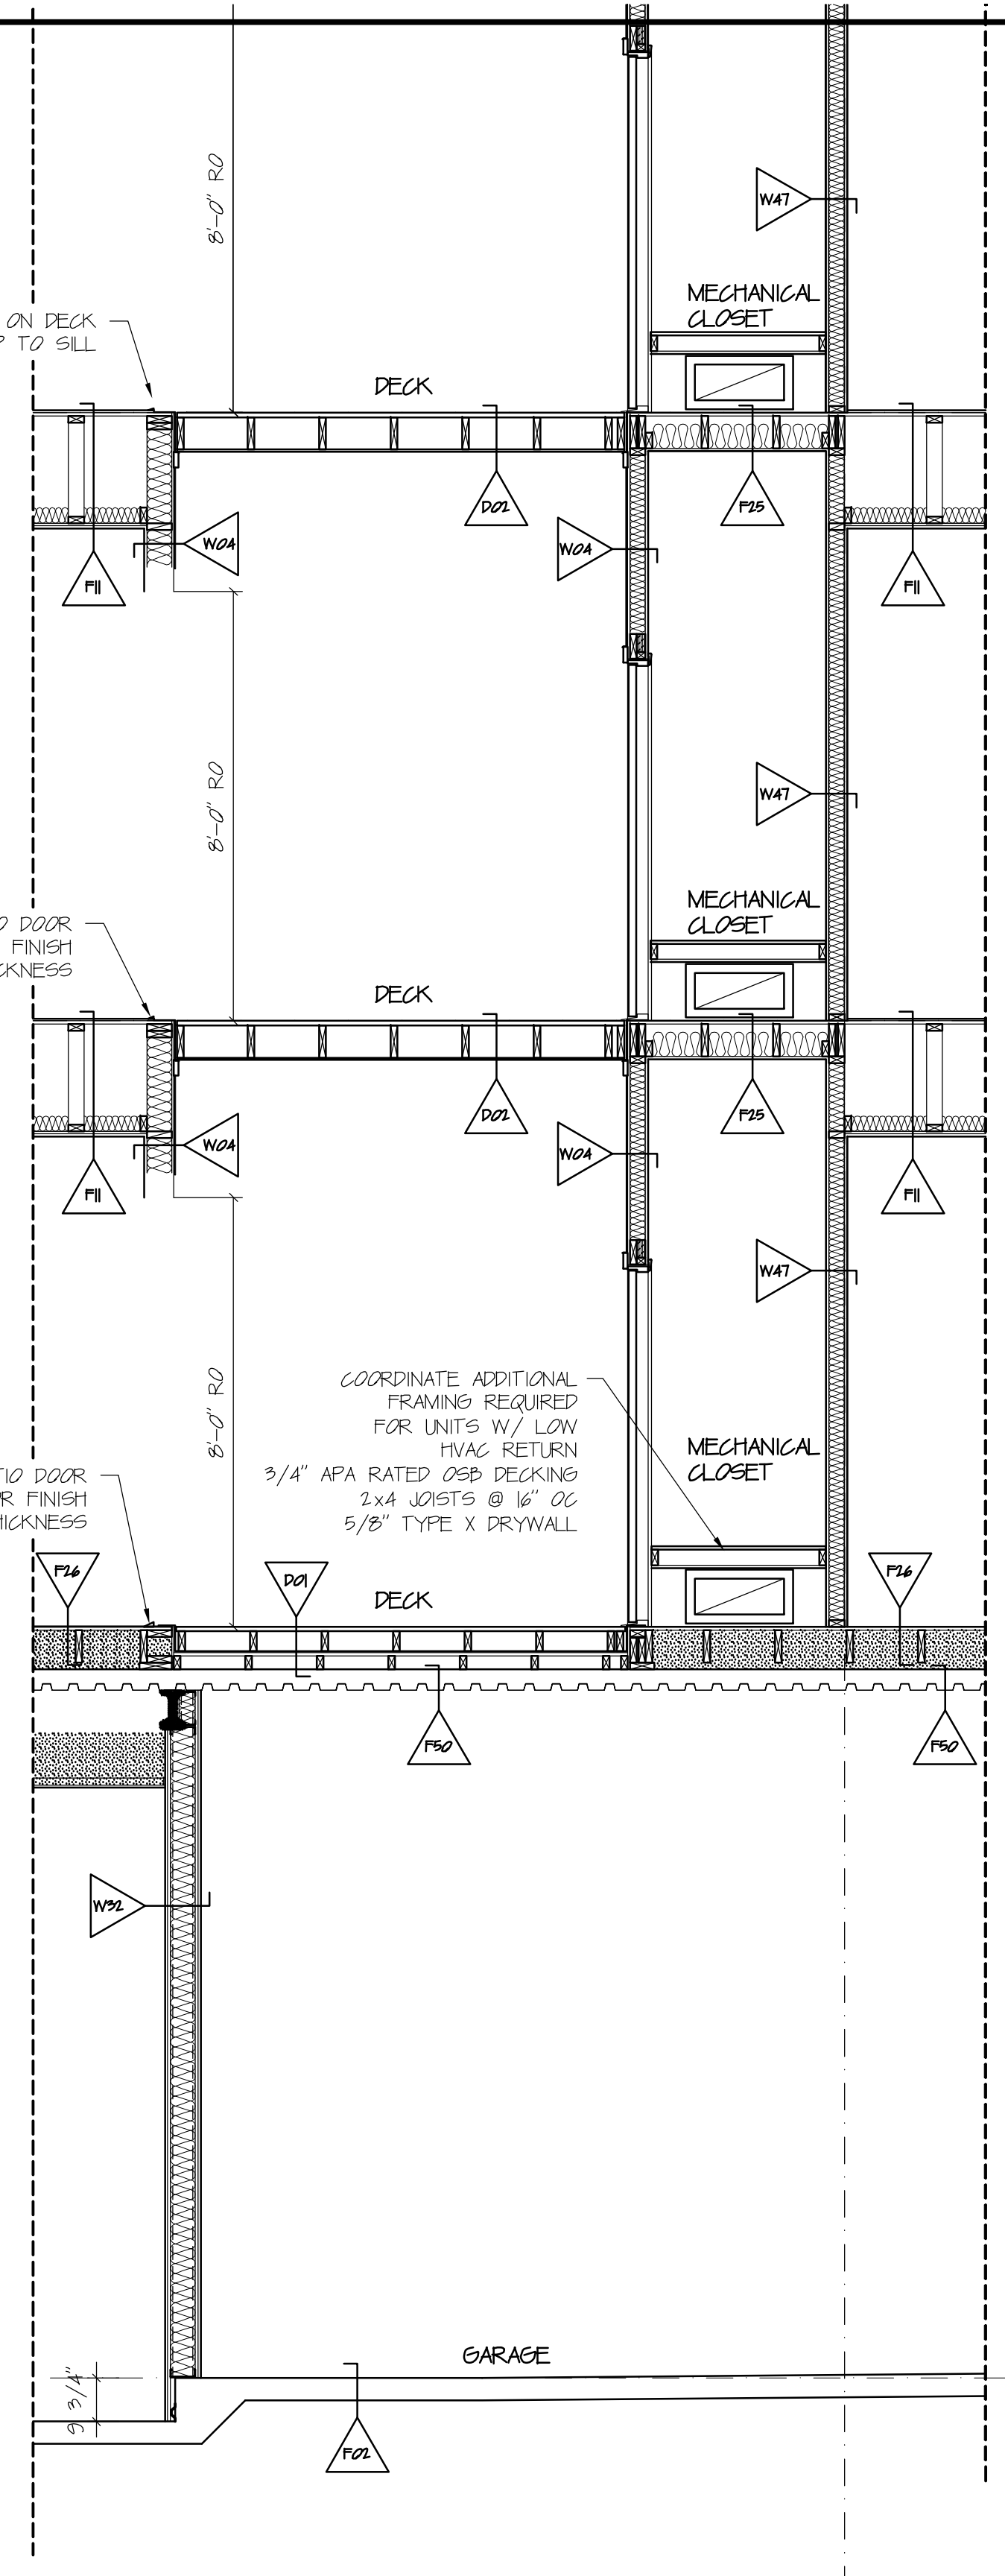 8'-0" RO
W47
MECHANICAL
CLOSET
ON DECK
TO SILL
DECK
D02
F25
W04
W04
F11
F11
8'-0" RO
W47
MECHANICAL
CLOSET
DOOR
FINISH
DECK
D02
F25
W04
W04
F11
F11
W47
8'-0" RO
COORDINATE ADDITIONAL
FRAMING REQUIRED
FOR UNITS W/ LOW
HVAC RETURN
3/4" APA RATED OSB DECKING
2x4 JOISTS @ 16" OC
5/8" TYPE X DRYWALL
MECHANICAL
CLOSET
DOOR
FINISH
F26
D01
DECK
F26
F50
F50
W32
GARAGE
9 3/4"
F02